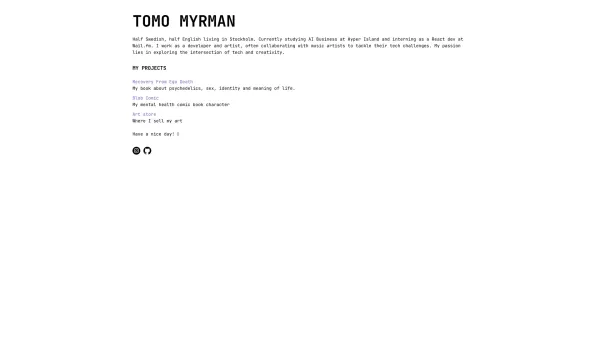 TOMO MYRMAN
Half Swedish, half English living in Stockholm. Currently studying AI Business at Hyper Island and interning as a React dev at
Nail.fm. I work as a developer and artist, often collaborating with music artists to tackle their tech challenges. My passion
lies in exploring the intersection of tech and creativity.
MY PROJECTS
Recovery From Ego Death
My book about psychedelics, sex, identity and meaning of life.
Comic
My mental health comic book character
Art store
Where I sell my art
Have a nice day!